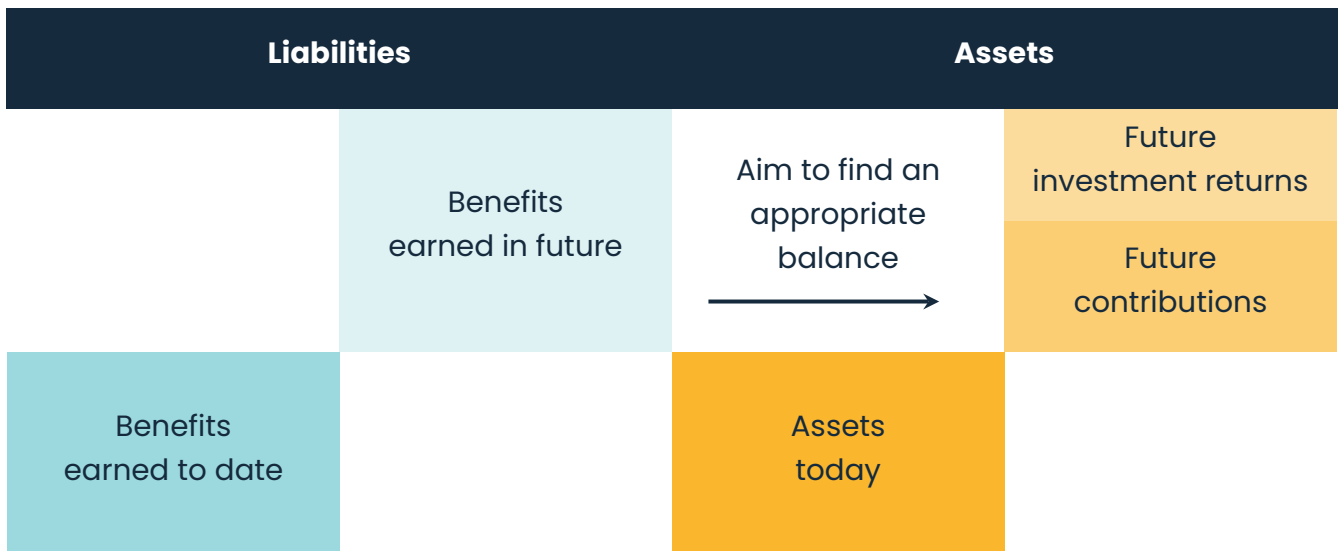 Liabilities
Assets
Benefits
earned in future
Aim to find an
appropriate
balance
Future
investment returns
Future
contributions
Benefits
earned to date
Assets
today